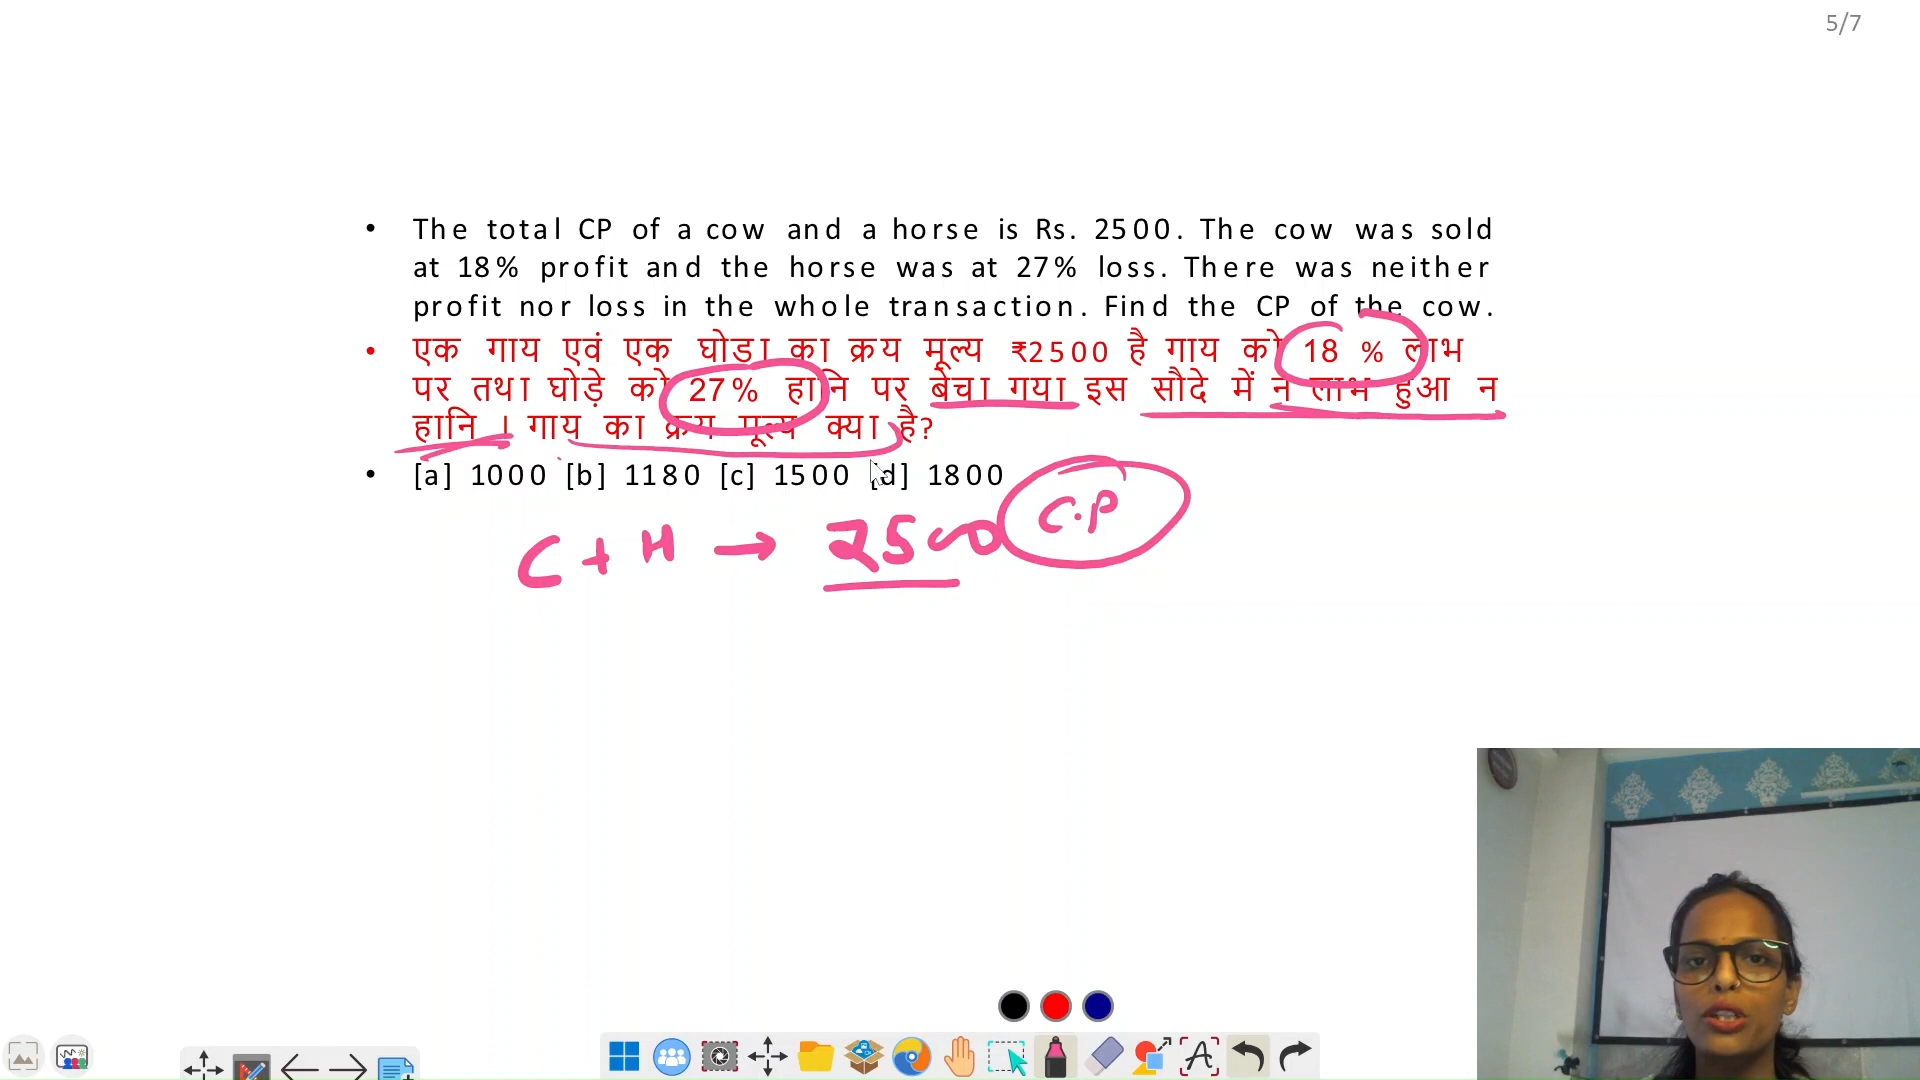 5/7
• The total CP of a cow and a horse is Rs. 2500. The cow was sold
at 18% profit and the horse was at 27% loss. There was neither
profit nor loss in the whole transaction. Find the CP of the cow.
• एक गाय एवं एक घोडा का क्रय मूल्य ₹2500 है गाय को 18 % लाभ
पर तथा घोड़े को 27% हानि पर बेचा गया इस सौदे में न लाभ हुआ न
हानि । गाय का क्रय मूल्य क्या है?
• [a] 1000 [b] 1180 [c] 1500 [d] 1800
C + H → 2500 C.P